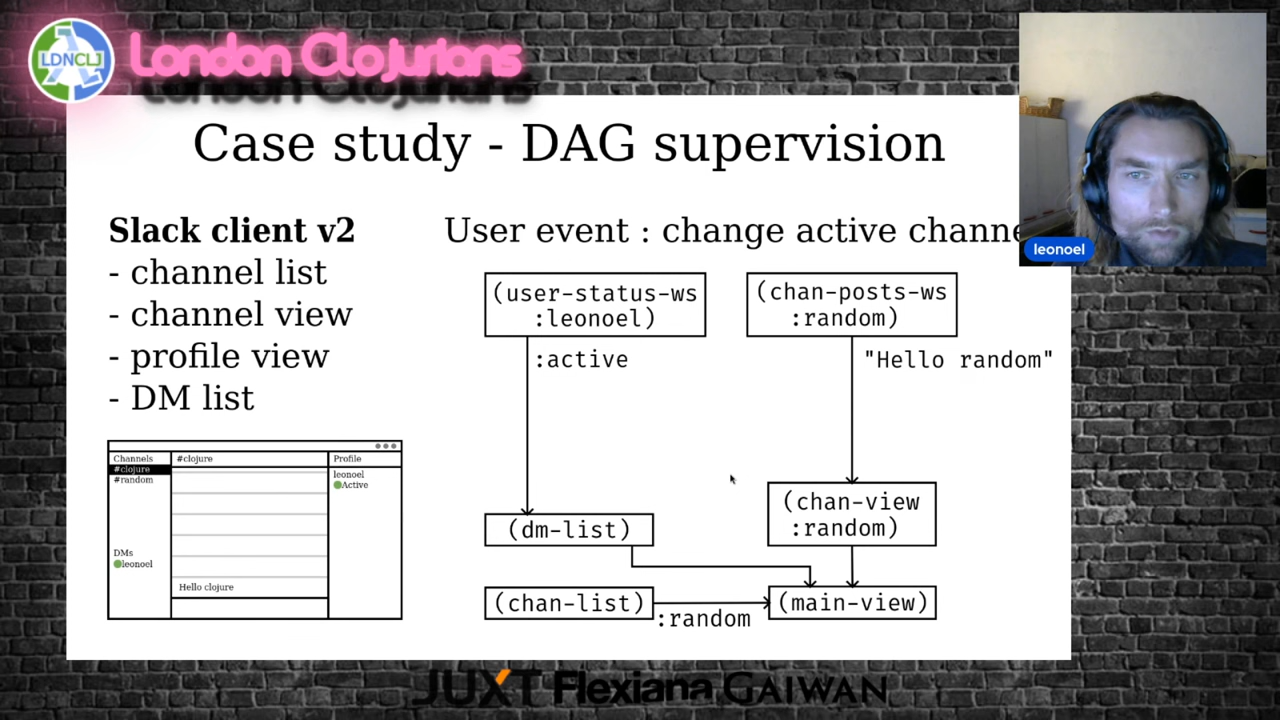 LDNCLJ
London Clojurians
Case study - DAG supervision
Slack client v2
- channel list
- channel view
- profile view
- DM list
User event : change active channe
(user-status-ws
:leonoel)
(chan-posts-ws
:random)
:active
"Hello random"
(dm-list)
(chan-view
:random)
(chan-list)
:random
(main-view)
Channels
#clojure
#random
DMs
leonoel
#clojure
Hello clojure
Profile
leonoel
Active
leonoel
JUXT Flexiana GAIWAN